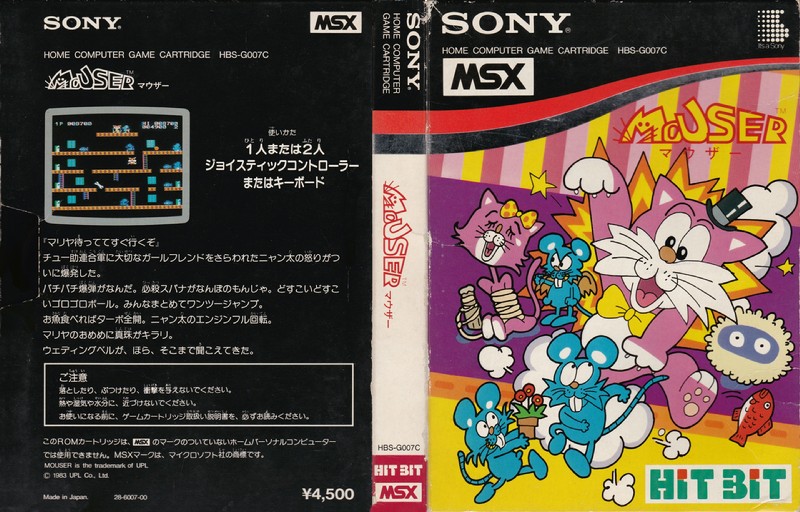 SONY®
MSX
HOME COMPUTER GAME CARTRIDGE HBS-G007C
MOUSER™
マウザー
1P 003700
H1 003700
004900 2
使いかた
1人または2人
ジョイスティックコントローラー
またはキーボード
『マリヤ待っててすぐ行くぞ』
チュー助連合軍に大切なガールフレンドをさらわれたニャン太の怒りがつ
いに爆発した。
パチパチ爆弾がなんだ。必殺スパナがなんぼのもんじゃ。どすこいどすこ
いゴロゴロボール。みんなまとめてワンツージャンプ。
お魚食べればターボ全開。ニャン太のエンジンフル回転。
マリヤのおめめに真珠がキラリ。
ウェディングベルが、ほら、そこまで聞こえてきた。
ご注意
落としたり、ぶつけたり、衝撃を与えないでください。
熱や湿気や水分に、近づけないでください。
お使いになる前に、ゲームカートリッジ取扱い説明書を、必ずお読みください。
このROMカートリッジは、MSX のマークのついていないホームパーソナルコンピューター
では使用できません。MSXマークは、マイクロソフト社の商標です。
MOUSER is the trademark of UPL
© 1983 UPL Co., Ltd.
Made in Japan. 28-6007-00
¥4,500
SONY®
HOME COMPUTER
GAME CARTRIDGE
MOUSER™
マウザー
HBS-G007C
HIT BIT
MSX
SONY®
HOME COMPUTER GAME CARTRIDGE HBS-G007C
MSX
It's a Sony
MOUSER™
マウザー
HIT BIT